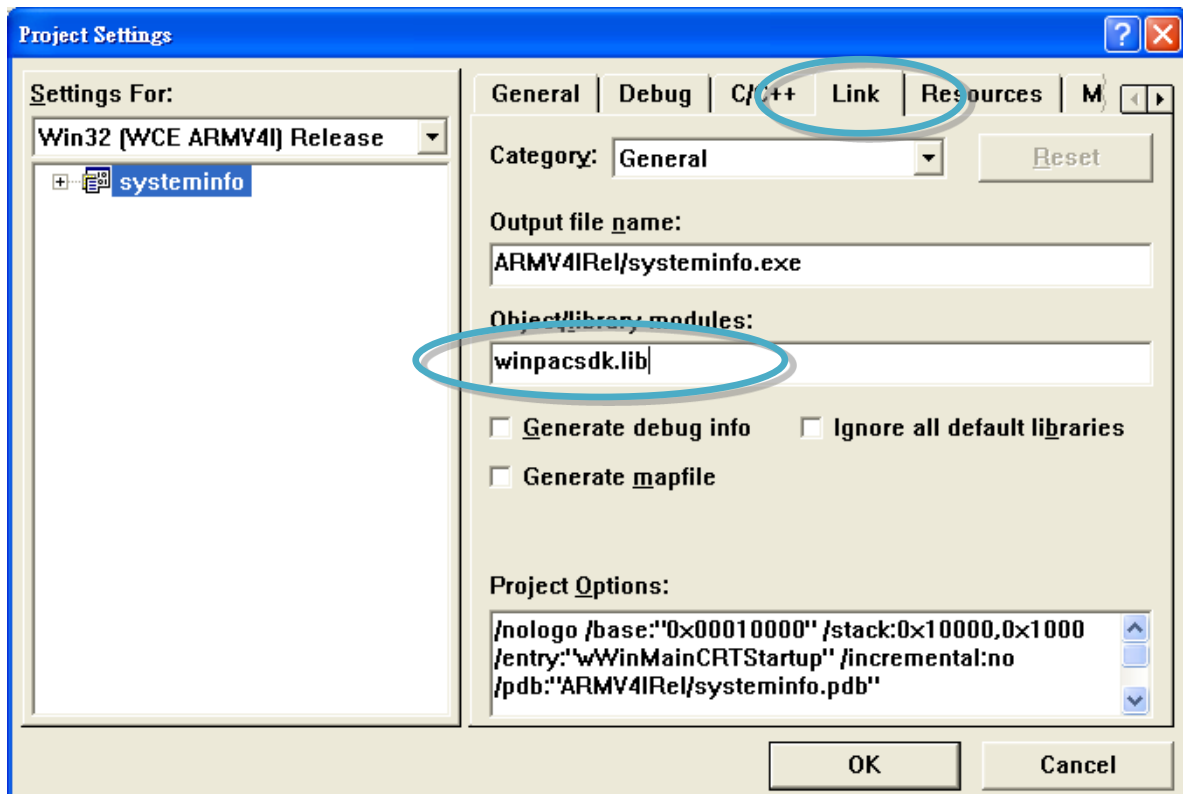 Project Settings
Settings For:
Win32 (WCE ARMV4I) Release
systeminfo
General Debug C/C++ Link Resources M
Category: General Reset
Output file name:
ARMV4IRel/systeminfo.exe
Object/library modules:
winpacsdk.lib
Generate debug info Ignore all default libraries
Generate mapfile
Project Options:
/nologo /base:"0x00010000" /stack:0x10000,0x1000
/entry:"wWinMainCRTStartup" /incremental:no
/pdb:"ARMV4IRel/systeminfo.pdb"
OK Cancel